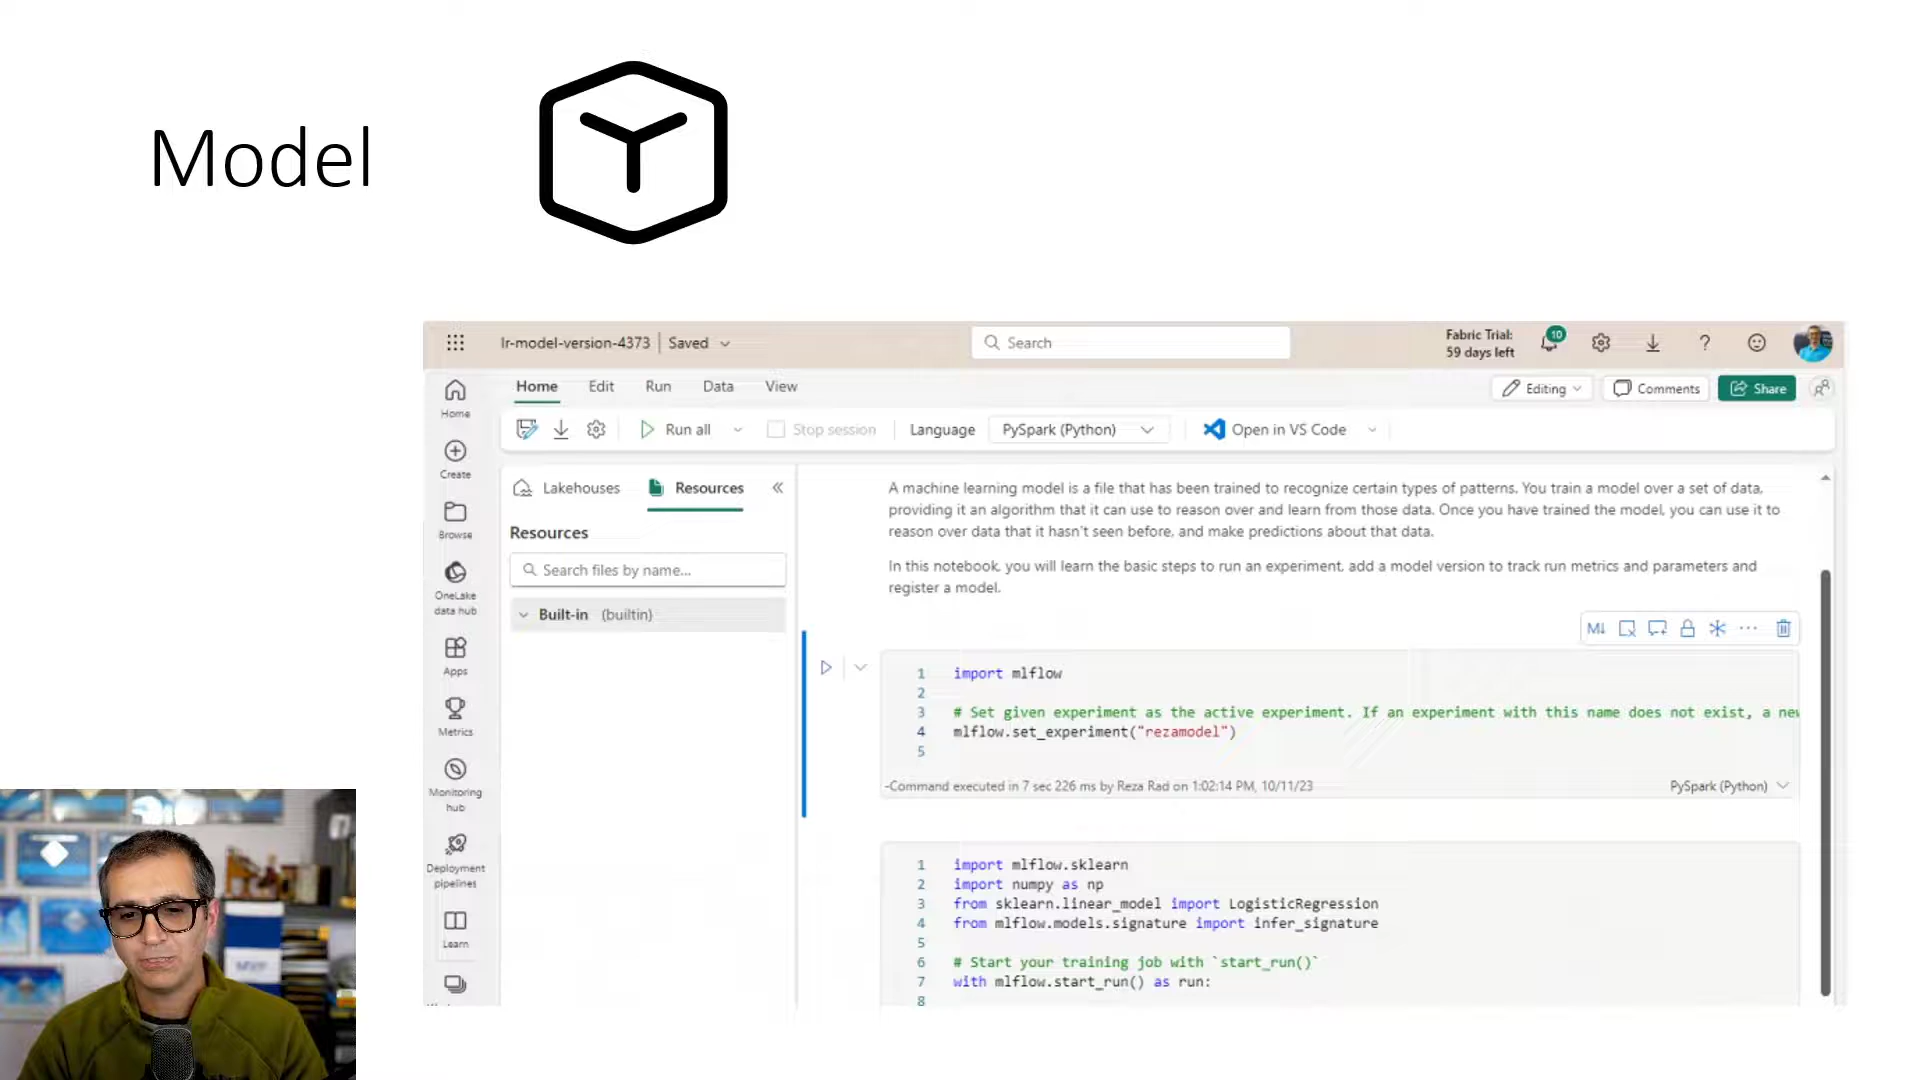 Model
lr-model-version-4373 | Saved
Search
Fabric Trial:
59 days left
10
Home Edit Run Data View
Editing
Comments
Share
Run all
Stop session
Language
PySpark (Python)
Open in VS Code
Home
Create
Browse
OneLake
data hub
Apps
Metrics
Monitoring
hub
Deployment
pipelines
Learn
Lakehouses
Resources
Resources
Search files by name...
Built-in (builtin)
A machine learning model is a file that has been trained to recognize certain types of patterns. You train a model over a set of data,
providing it an algorithm that it can use to reason over and learn from those data. Once you have trained the model, you can use it to
reason over data that it hasn't seen before, and make predictions about that data.
In this notebook, you will learn the basic steps to run an experiment, add a model version to track run metrics and parameters and
register a model.
M↓
1 import mlflow
2
3 # Set given experiment as the active experiment. If an experiment with this name does not exist, a
4 mlflow.set_experiment("rezamodel")
5
-Command executed in 7 sec 226 ms by Reza Rad on 1:02:14 PM, 10/11/23
PySpark (Python)
1 import mlflow.sklearn
2 import numpy as np
3 from sklearn.linear_model import LogisticRegression
4 from mlflow.models.signature import infer_signature
5
6 # Start your training job with `start_run()`
7 with mlflow.start_run() as run:
8